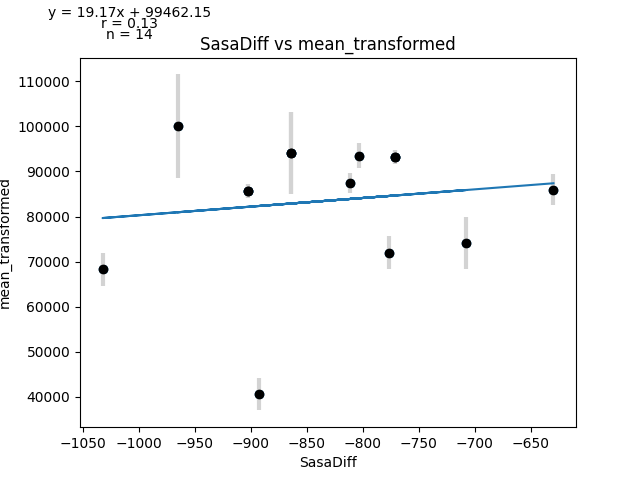 y = 19.17x + 99462.15
r = 0.13
n = 14
SasaDiff vs mean_transformed
110000
100000
90000
80000
70000
60000
50000
40000
mean_transformed
−1050 −1000 −950 −900 −850 −800 −750 −700 −650
SasaDiff